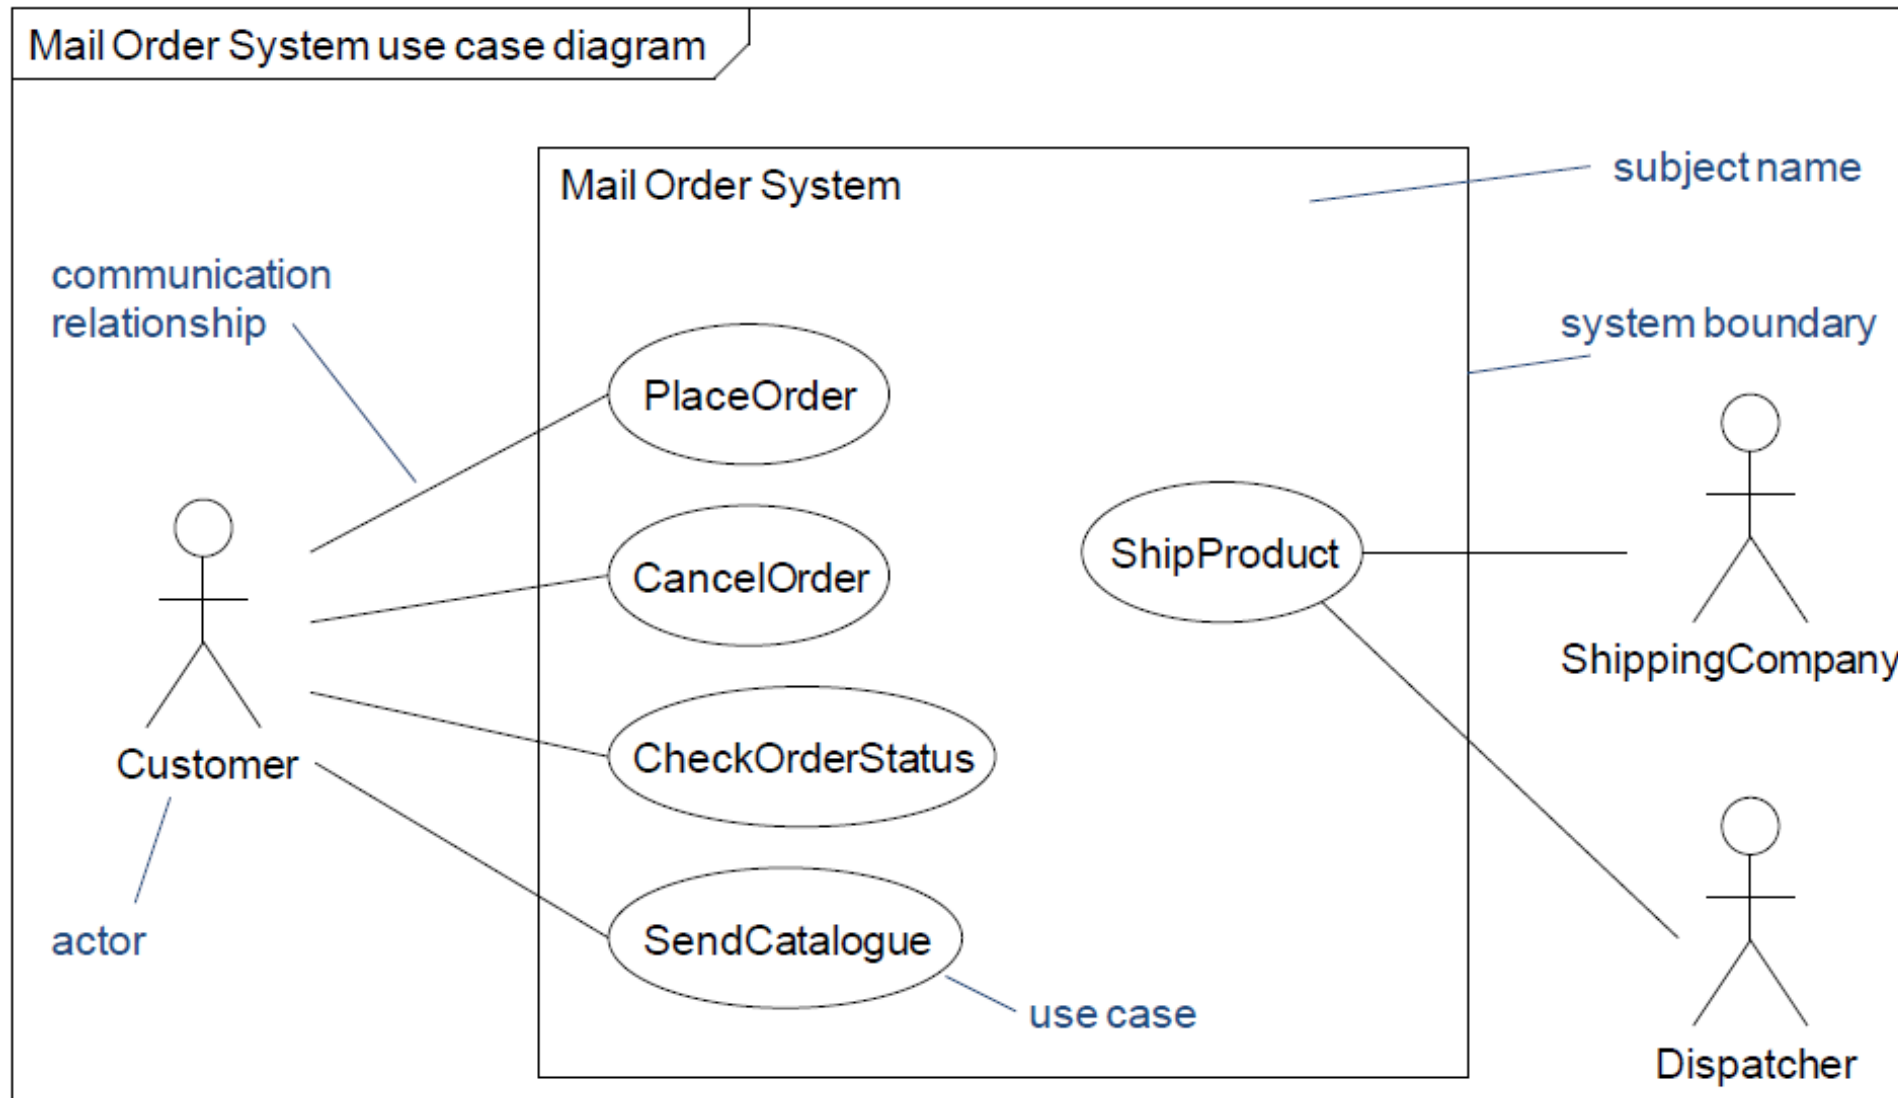 Mail Order System use case diagram
subject name
Mail Order System
communication
relationship
system boundary
PlaceOrder
ShipProduct
CancelOrder
ShippingCompany
Customer
CheckOrderStatus
actor
SendCatalogue
use case
Dispatcher